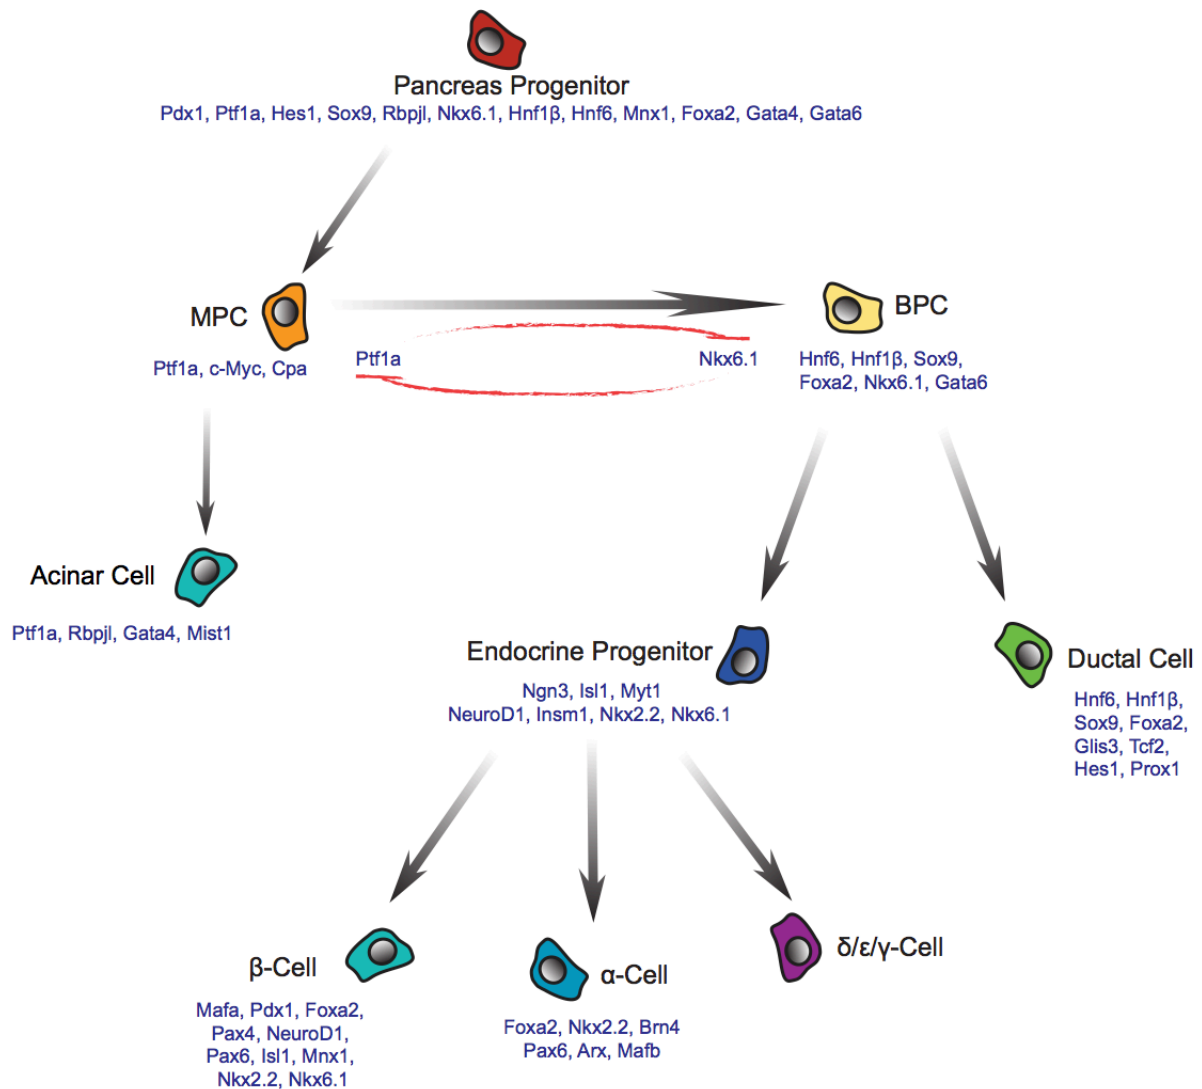 Pancreas Progenitor
Pdx1, Ptf1a, Hes1, Sox9, Rbpjl, Nkx6.1, Hnf1β, Hnf6, Mnx1, Foxa2, Gata4, Gata6
MPC
Ptf1a, c-Myc, Cpa
Ptf1a
Nkx6.1
BPC
Hnf6, Hnf1β, Sox9,
Foxa2, Nkx6.1, Gata6
Acinar Cell
Ptf1a, Rbpjl, Gata4, Mist1
Endocrine Progenitor
Ngn3, Isl1, Myt1
NeuroD1, Insm1, Nkx2.2, Nkx6.1
Ductal Cell
Hnf6, Hnf1β,
Sox9, Foxa2,
Glis3, Tcf2,
Hes1, Prox1
β-Cell
Mafa, Pdx1, Foxa2,
Pax4, NeuroD1,
Pax6, Isl1, Mnx1,
Nkx2.2, Nkx6.1
α-Cell
Foxa2, Nkx2.2, Brn4
Pax6, Arx, Mafb
δ/ε/γ-Cell